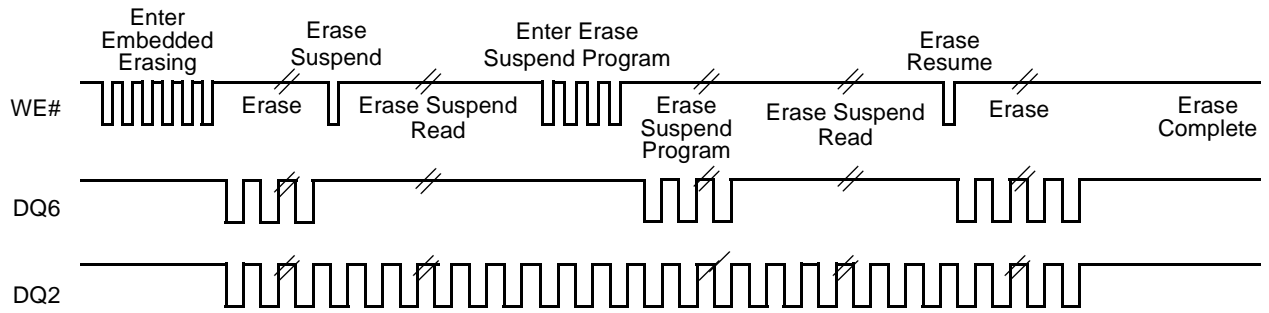 Enter
Embedded
Erasing
Erase
Suspend
Enter Erase
Suspend Program
Erase
Resume
WE#
Erase
Erase Suspend
Read
Erase
Suspend
Program
Erase Suspend
Read
Erase
Erase
Complete
DQ6
DQ2